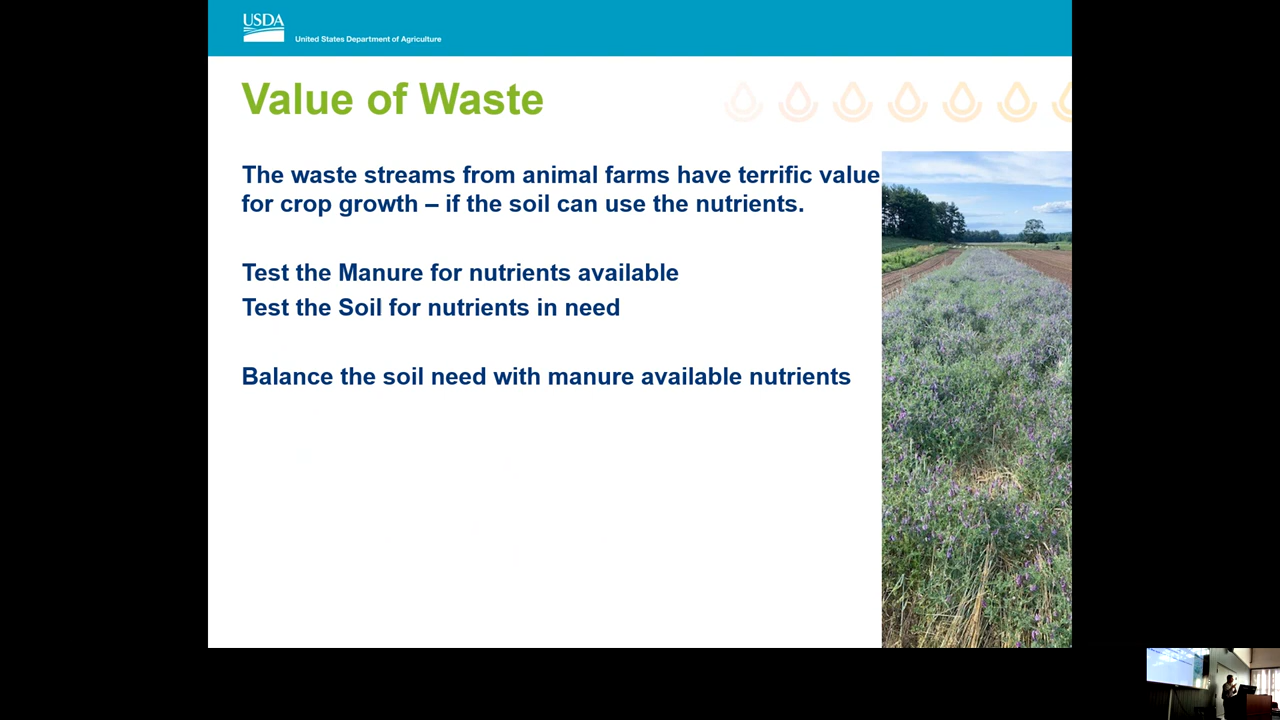 USDA
United States Department of Agriculture
Value of Waste
The waste streams from animal farms have terrific value
for crop growth – if the soil can use the nutrients.
Test the Manure for nutrients available
Test the Soil for nutrients in need
Balance the soil need with manure available nutrients